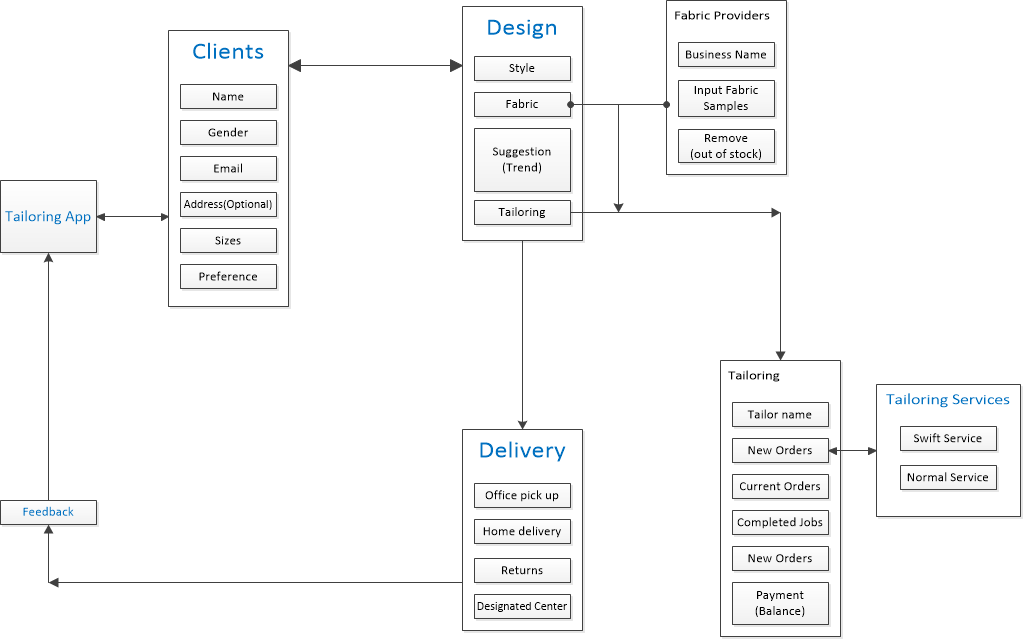 Tailoring App
Clients
Name
Gender
Email
Address(Optional)
Sizes
Preference
Design
Style
Fabric
Suggestion
(Trend)
Tailoring
Fabric Providers
Business Name
Input Fabric
Samples
Remove
(out of stock)
Tailoring
Tailor name
New Orders
Current Orders
Completed Jobs
New Orders
Payment
(Balance)
Tailoring Services
Swift Service
Normal Service
Delivery
Office pick up
Home delivery
Returns
Designated Center
Feedback